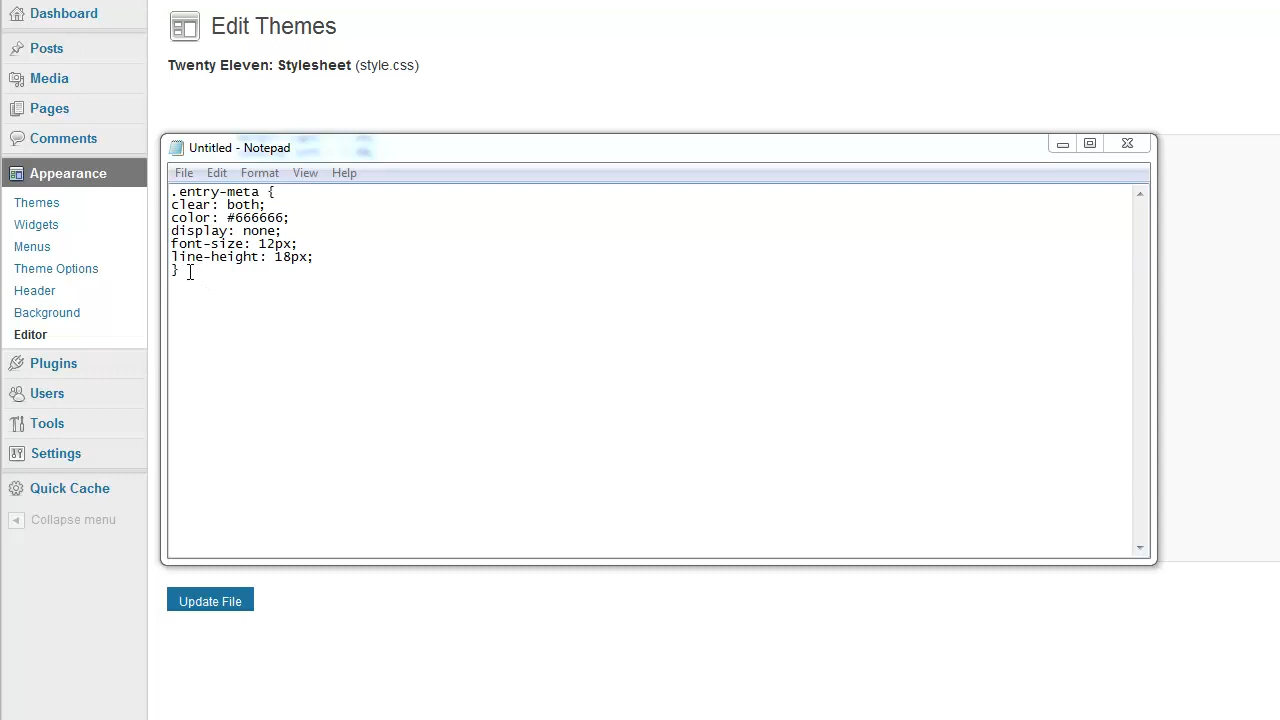 Dashboard
Posts
Media
Pages
Comments
Appearance
Themes
Widgets
Menus
Theme Options
Header
Background
Editor
Plugins
Users
Tools
Settings
Quick Cache
Collapse menu
Edit Themes
Twenty Eleven: Stylesheet (style.css)
Untitled - Notepad
File Edit Format View Help
.entry-meta {
clear: both;
color: #666666;
display: none;
font-size: 12px;
line-height: 18px;
}
Update File